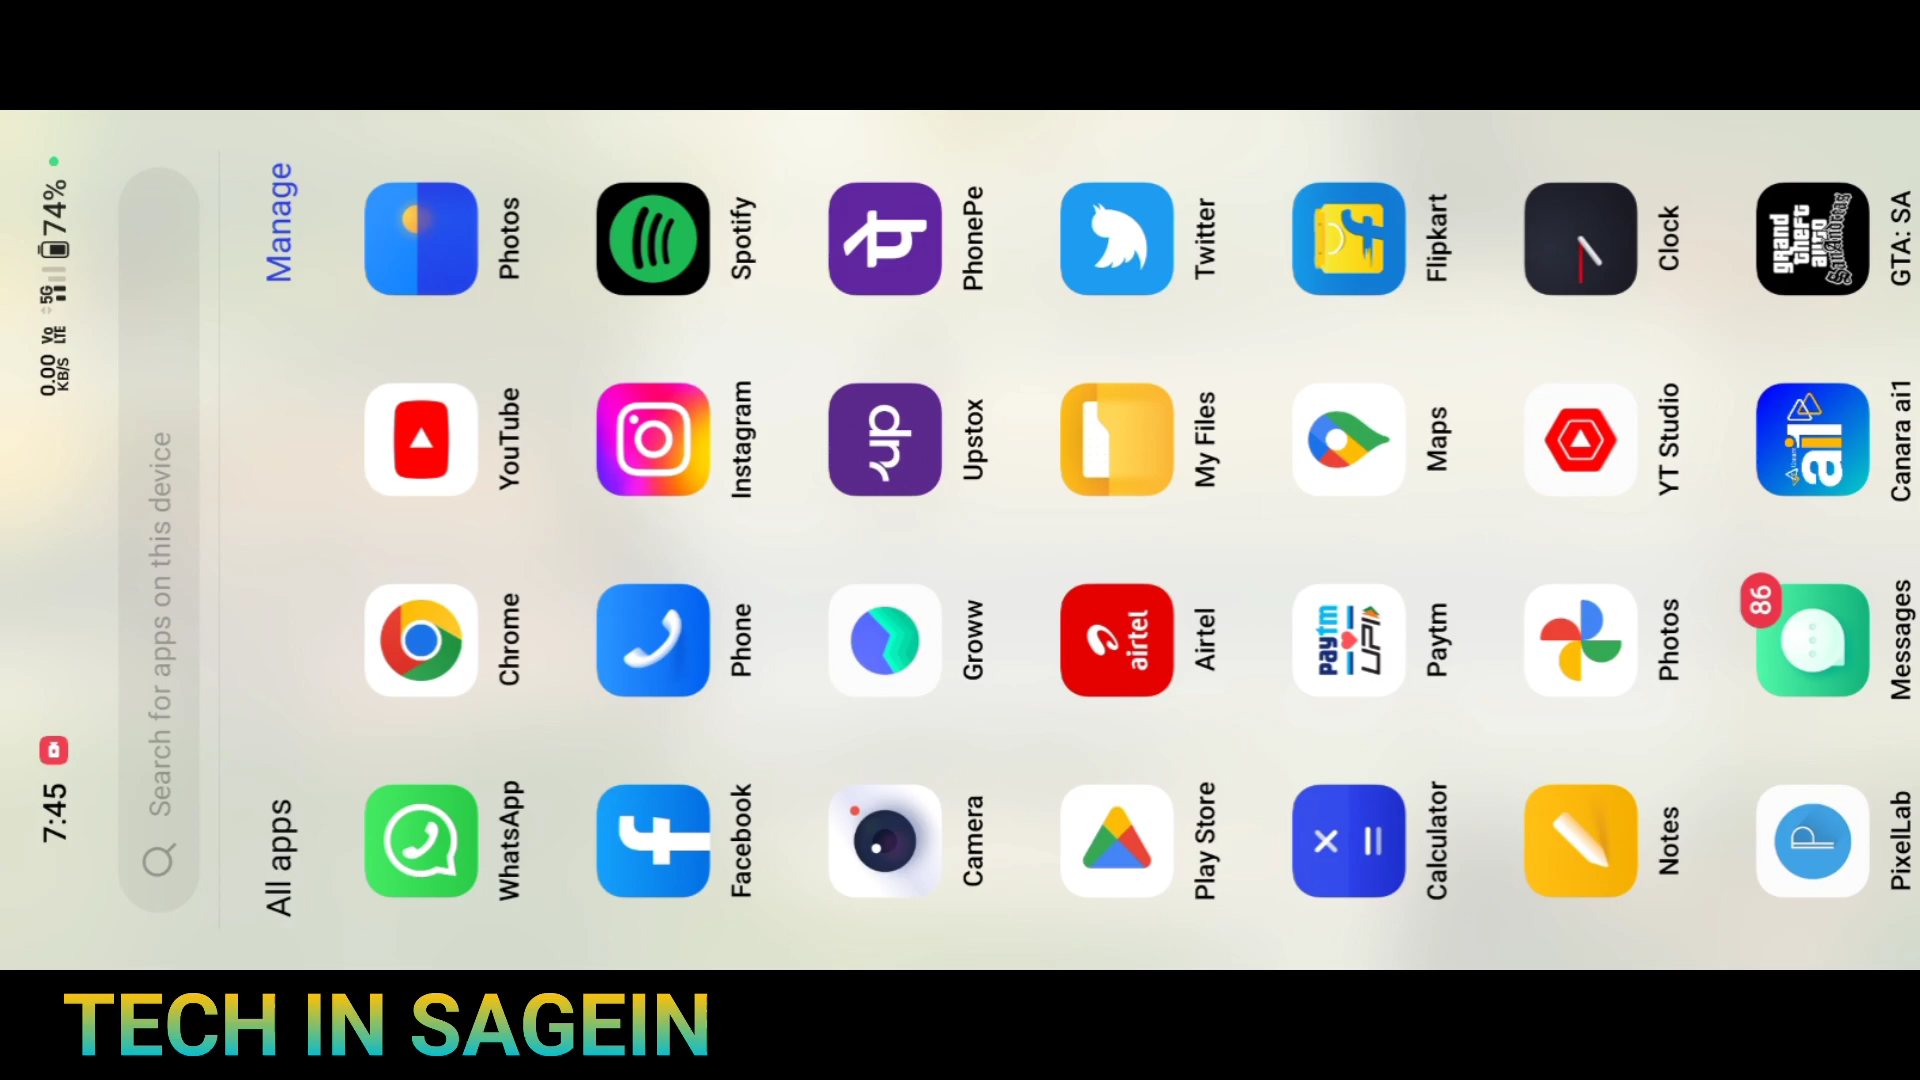 7:45
0.00 KB/S Vo LTE 5G 74%
Search for apps on this device
All apps
Manage
WhatsApp
Chrome
YouTube
Photos
Facebook
Phone
Instagram
Spotify
Camera
Groww
Upstox
PhonePe
airtel
Play Store
Airtel
My Files
Twitter
paytm
UPI
Calculator
Paytm
Maps
Flipkart
Notes
Photos
YT Studio
Clock
86
ai1
grand
theft
auto
San Andreas
PixelLab
Messages
Canara ai1
GTA: SA
TECH IN SAGEIN